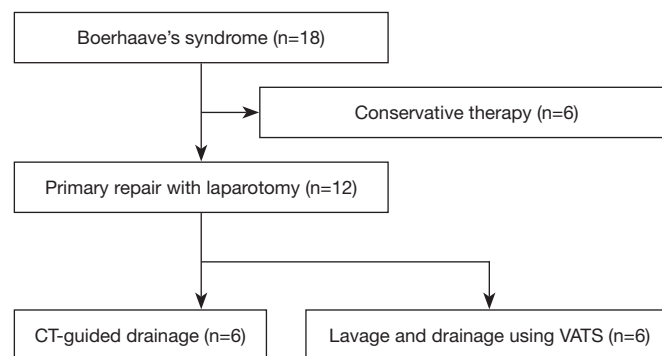 Boerhaave’s syndrome (n=18)
Conservative therapy (n=6)
Primary repair with laparotomy (n=12)
CT-guided drainage (n=6)
Lavage and drainage using VATS (n=6)